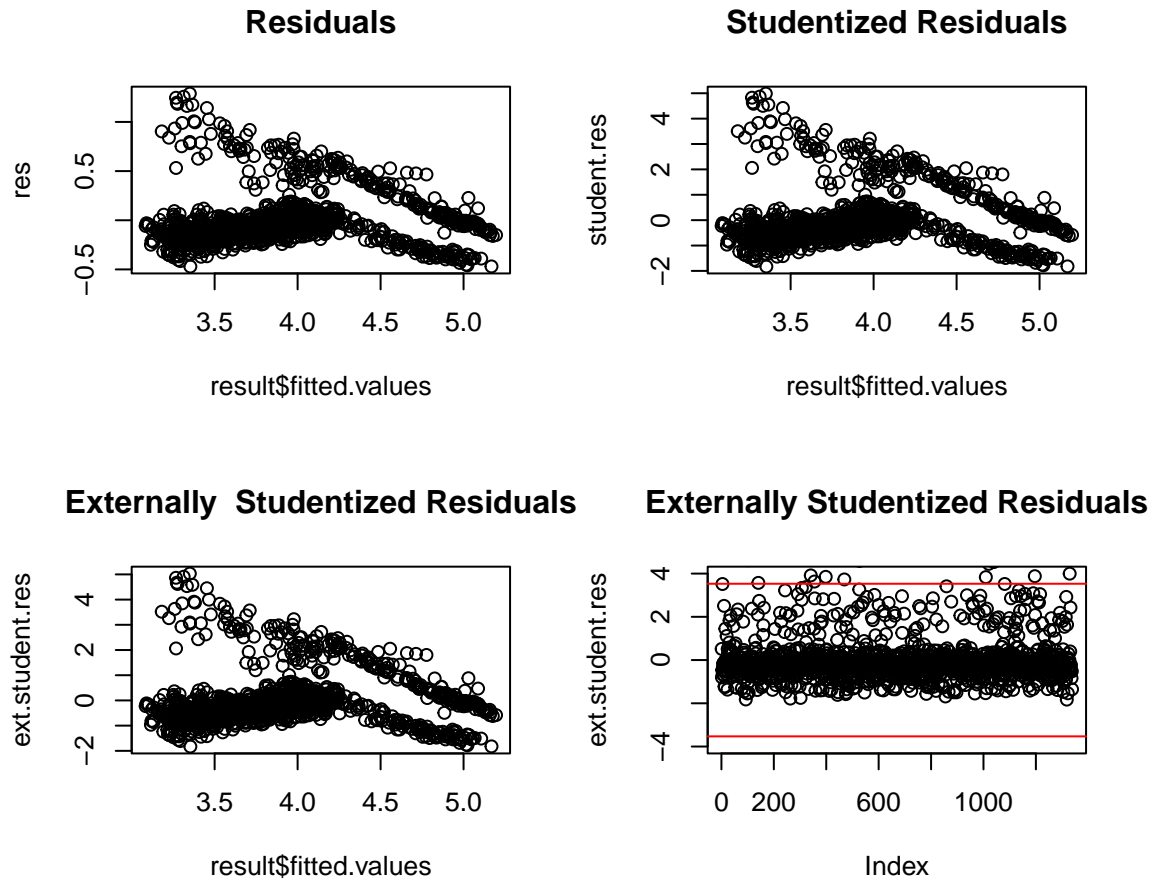 Residuals
res
0.5
−0.5
3.5 4.0 4.5 5.0
result$fitted.values
Studentized Residuals
student.res
4
2
0
−2
3.5 4.0 4.5 5.0
result$fitted.values
Externally  Studentized Residuals
ext.student.res
4
2
0
−2
3.5 4.0 4.5 5.0
result$fitted.values
Externally Studentized Residuals
ext.student.res
4
2
0
−4
0 200 600 1000
Index